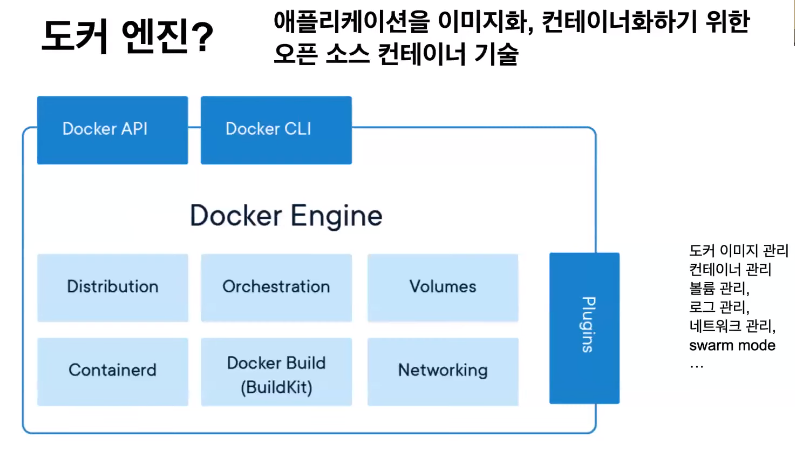 도커 엔진?
애플리케이션을 이미지화, 컨테이너화하기 위한
오픈 소스 컨테이너 기술
Docker API
Docker CLI
Docker Engine
Distribution
Orchestration
Volumes
Containerd
Docker Build
(BuildKit)
Networking
Plugins
도커 이미지 관리
컨테이너 관리
볼륨 관리,
로그 관리,
네트워크 관리,
swarm mode
...